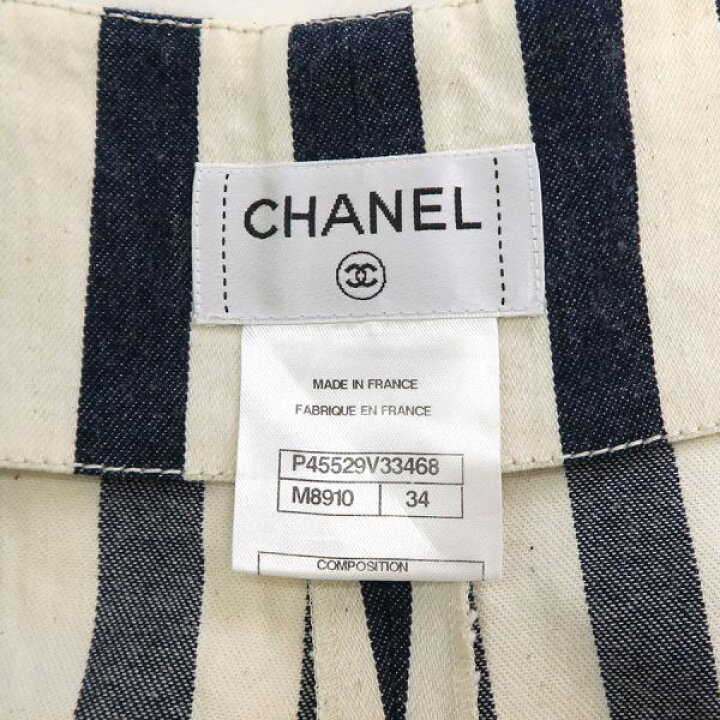 CHANEL
MADE IN FRANCE
FABRIQUE EN FRANCE
P45529V33468
M8910 34
COMPOSITION